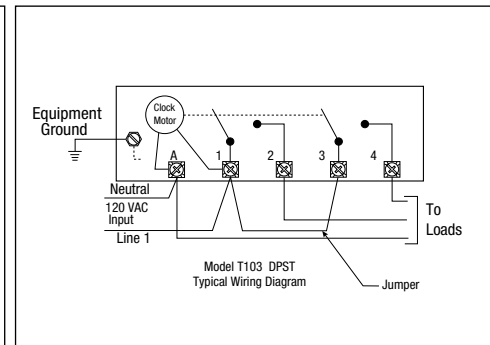 Clock
Motor
Equipment
Ground
A 1 2 3 4
Neutral
120 VAC
Input
Line 1
To
Loads
Model T103 DPST
Typical Wiring Diagram
Jumper